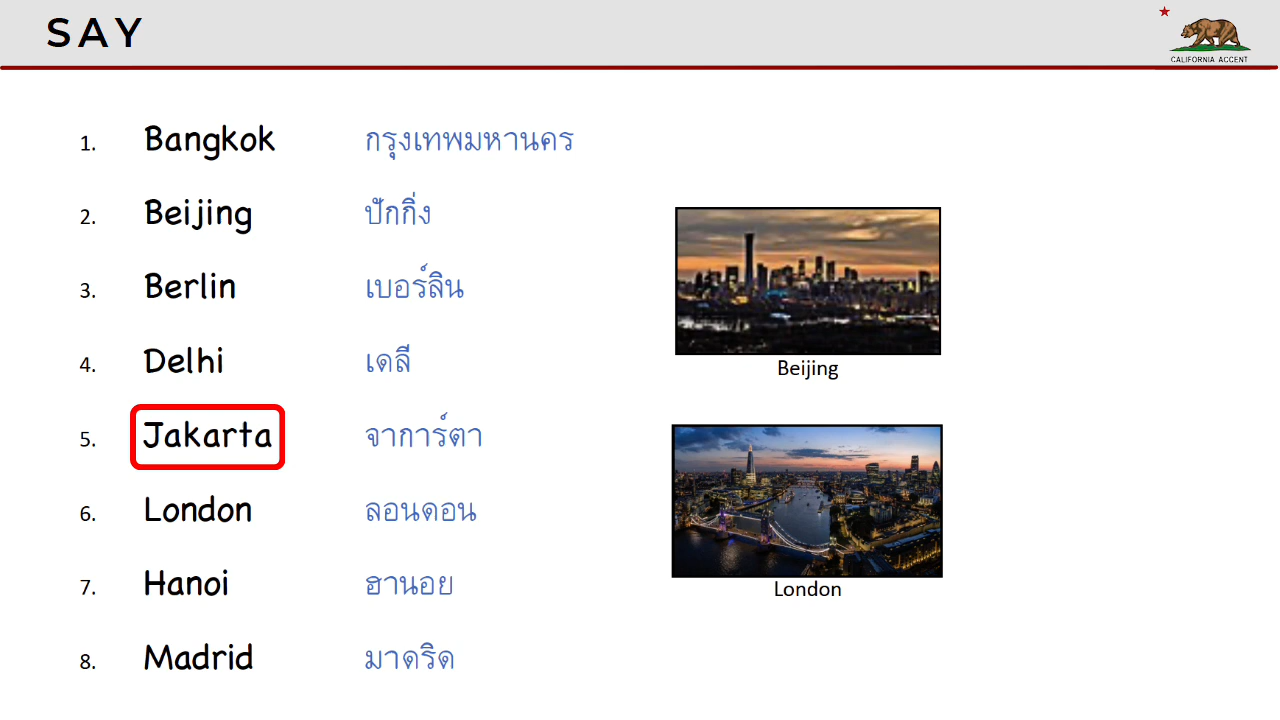 SAY
CALIFORNIA ACCENT
1. Bangkok กรุงเทพมหานคร
2. Beijing ปักกิ่ง
3. Berlin เบอร์ลิน
4. Delhi เดลี
5. Jakarta จาการ์ตา
6. London ลอนดอน
7. Hanoi ฮานอย
8. Madrid มาดริด
Beijing
London